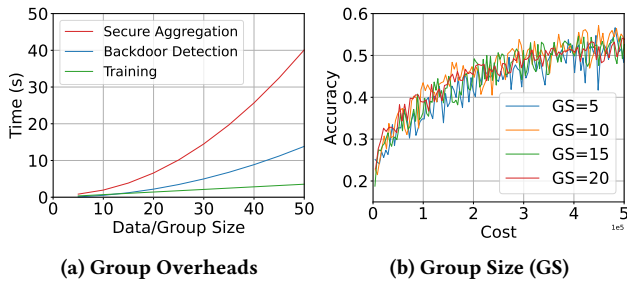 50
40
30
20
10
0
Time (s)
Secure Aggregation
Backdoor Detection
Training
0 10 20 30 40 50
Data/Group Size
(a) Group Overheads
0.6
0.5
0.4
0.3
0.2
Accuracy
GS=5
GS=10
GS=15
GS=20
0 1 2 3 4 5
1e5
Cost
(b) Group Size (GS)